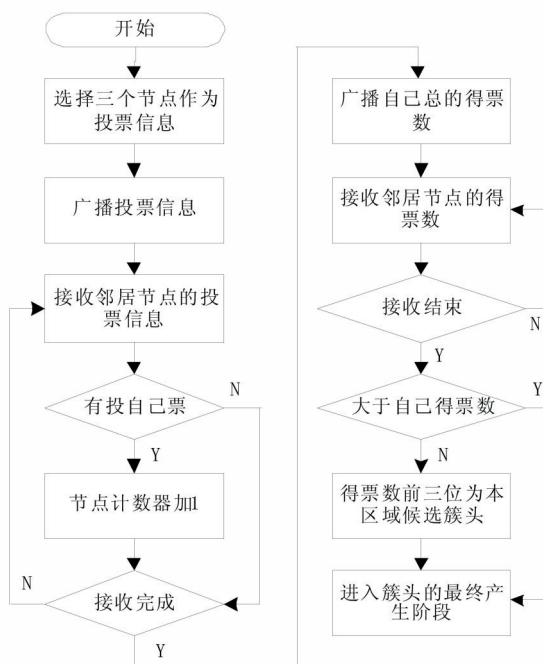 开始
选择三个节点作为
投票信息
广播投票信息
接收邻居节点的投
票信息
有投自己票
N
Y
节点计数器加1
N
接收完成
Y
广播自己总的得票
数
接收邻居节点的得
票数
接收结束
N
Y
大于自己得票数
Y
N
得票数前三位为本
区域候选簇头
进入簇头的最终产
生阶段